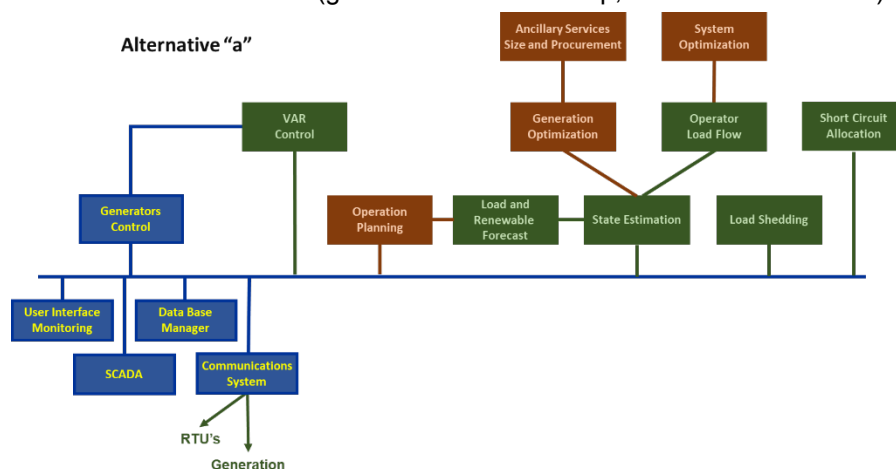 Alternative “a”
Ancillary Services
Size and Procurement
System
Optimization
VAR
Control
Generation
Optimization
Operator
Load Flow
Short Circuit
Allocation
Generators
Control
Operation
Planning
Load and
Renewable
Forecast
State Estimation
Load Shedding
User Interface
Monitoring
Data Base
Manager
SCADA
Communications
System
RTU's
Generation